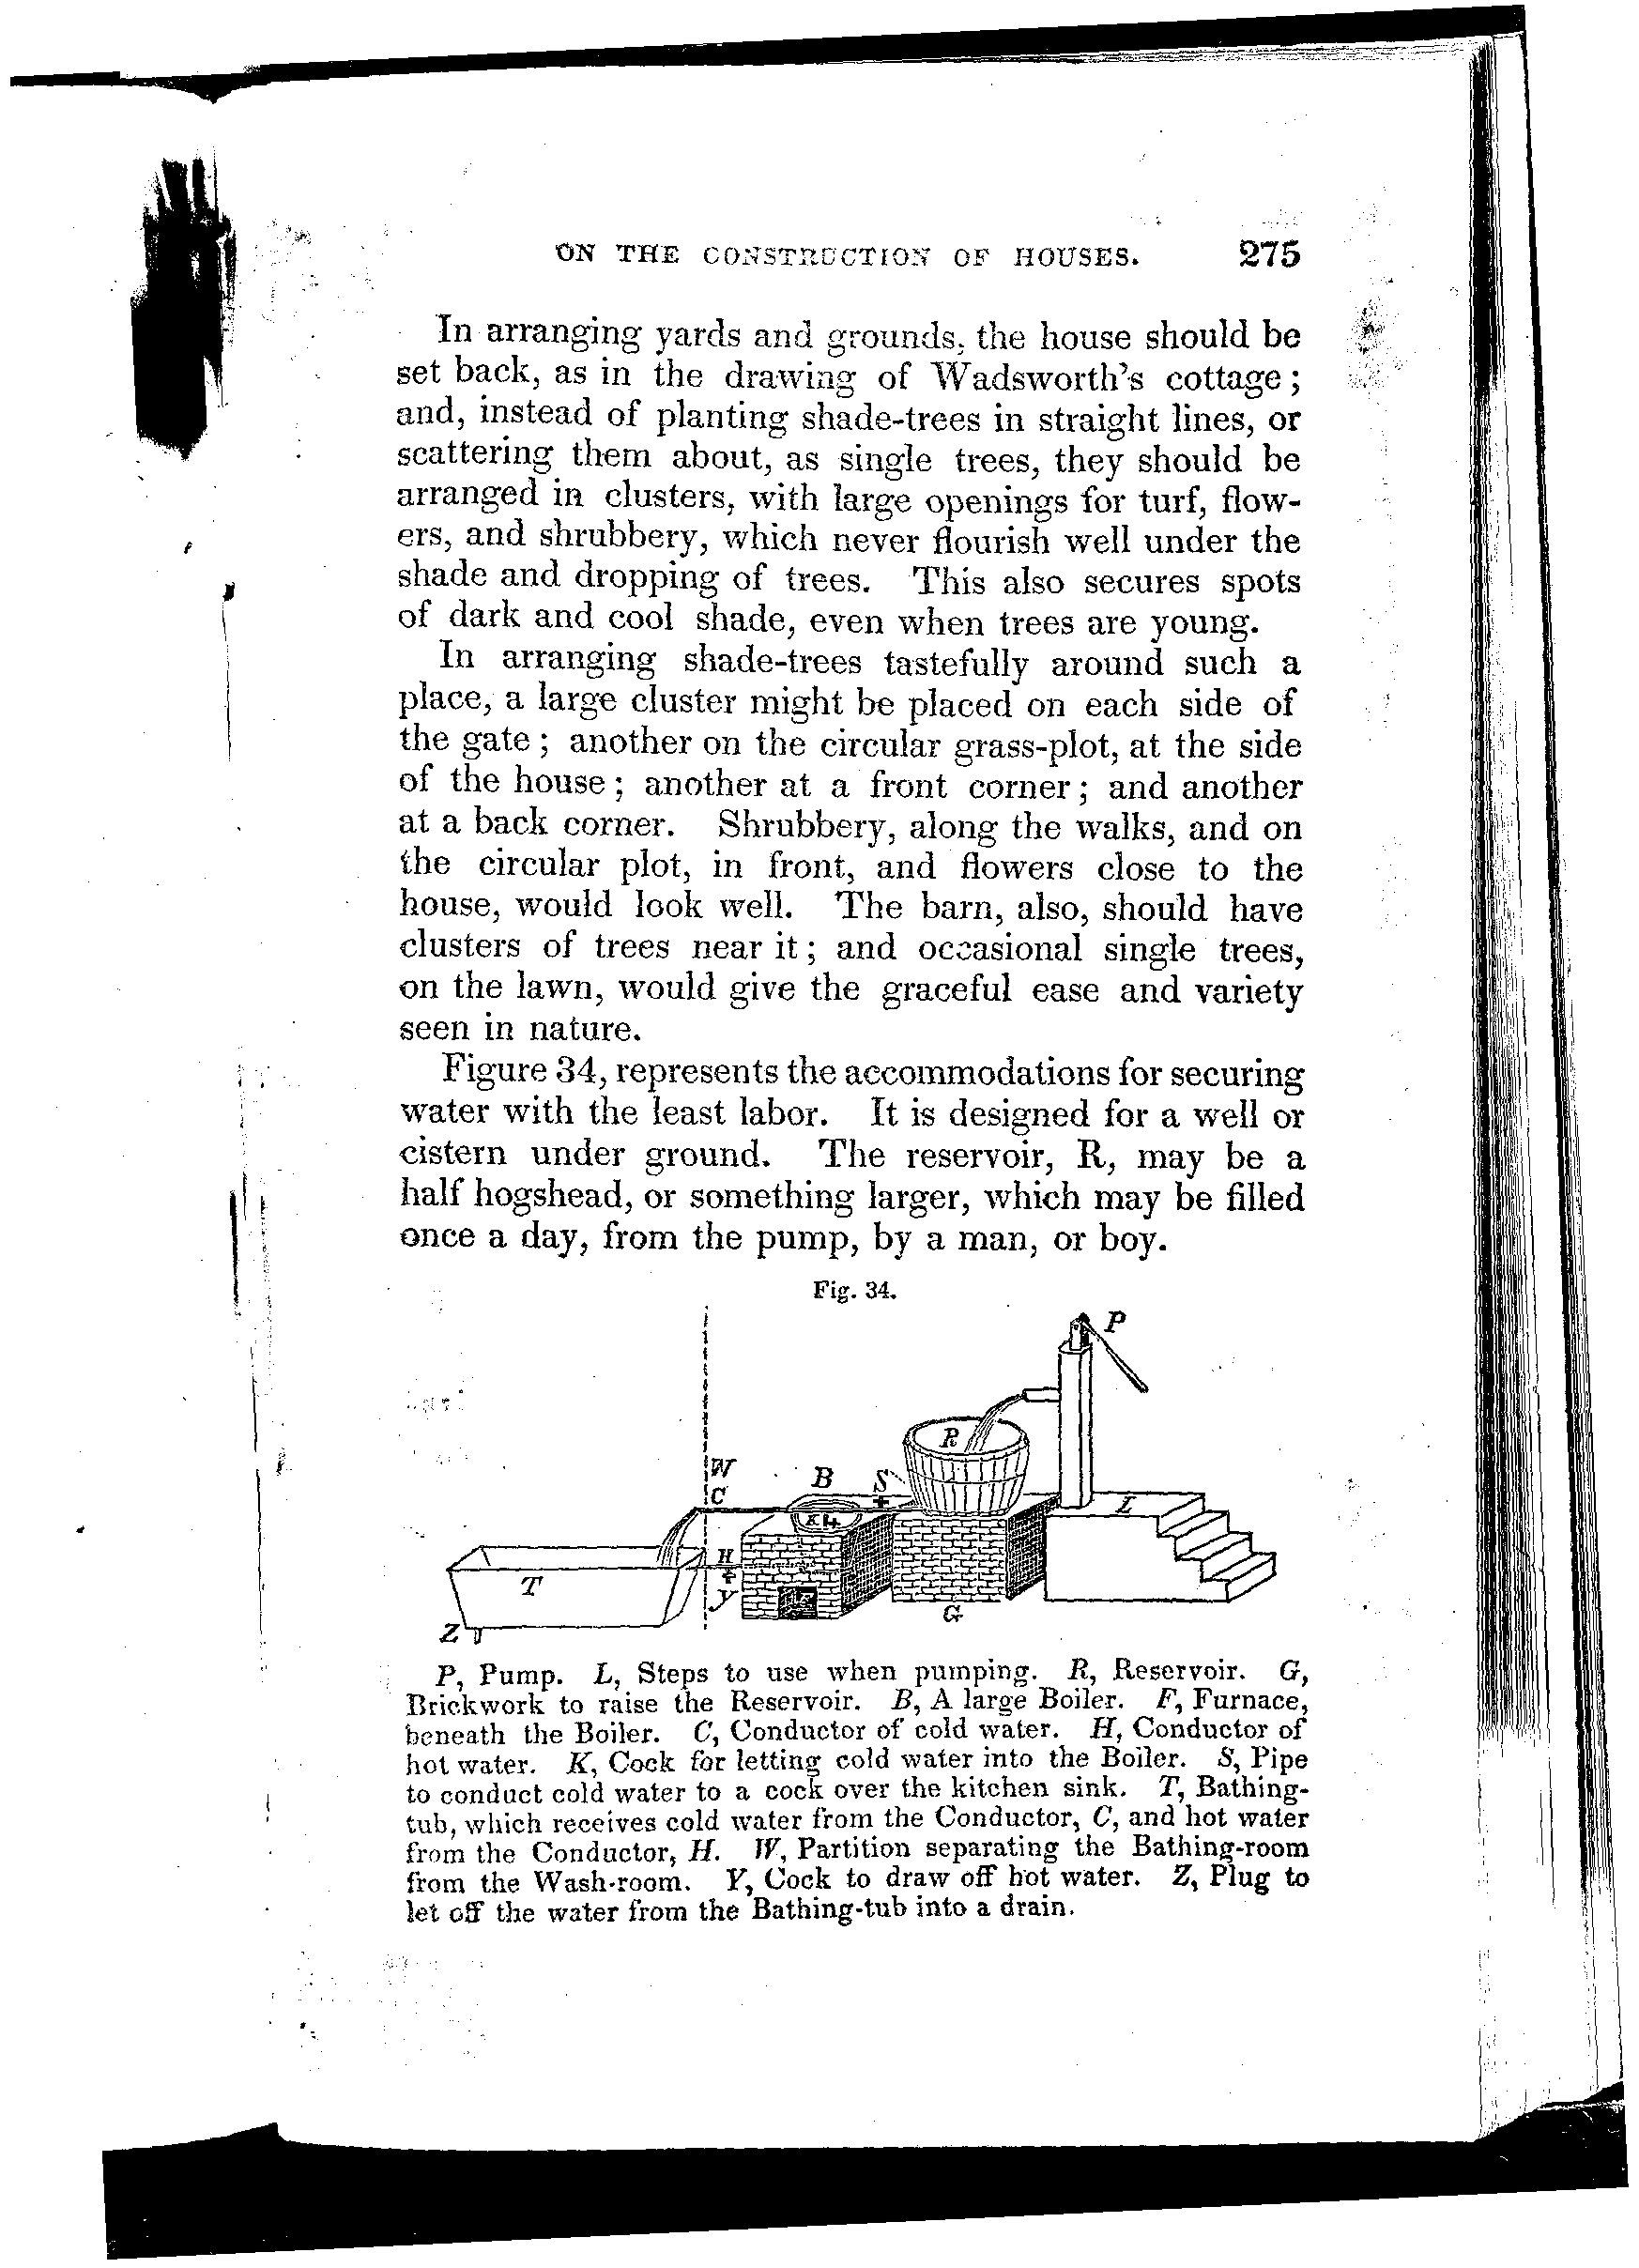 ON THE CONSTRUCTION OF HOUSES. 275
In arranging yards and grounds, the house should be
set back, as in the drawing of Wadsworth's cottage;
and, instead of planting shade-trees in straight lines, or
scattering them about, as single trees, they should be
arranged in clusters, with large openings for turf, flow-
ers, and shrubbery, which never flourish well under the
shade and dropping of trees. This also secures spots
of dark and cool shade, even when trees are young.
In arranging shade-trees tastefully around such a
place, a large cluster might be placed on each side of
the gate; another on the circular grass-plot, at the side
of the house; another at a front corner; and another
at a back corner. Shrubbery, along the walks, and on
the circular plot, in front, and flowers close to the
house, would look well. The barn, also, should have
clusters of trees near it; and occasional single trees,
on the lawn, would give the graceful ease and variety
seen in nature.
Figure 34, represents the accommodations for securing
water with the least labor. It is designed for a well or
cistern under ground. The reservoir, R, may be a
half hogshead, or something larger, which may be filled
once a day, from the pump, by a man, or boy.
Fig. 34.
P
R
W
B
S
C
L
K
H
T
Y
G
Z
P, Pump. L, Steps to use when pumping. R, Reservoir. G,
Brickwork to raise the Reservoir. B, A large Boiler. F, Furnace,
beneath the Boiler. C, Conductor of cold water. H, Conductor of
hot water. K, Cock for letting cold water into the Boiler. S, Pipe
to conduct cold water to a cock over the kitchen sink. T, Bathing-
tub, which receives cold water from the Conductor, C, and hot water
from the Conductor, H. W, Partition separating the Bathing-room
from the Wash-room. Y, Cock to draw off hot water. Z, Plug to
let off the water from the Bathing-tub into a drain.